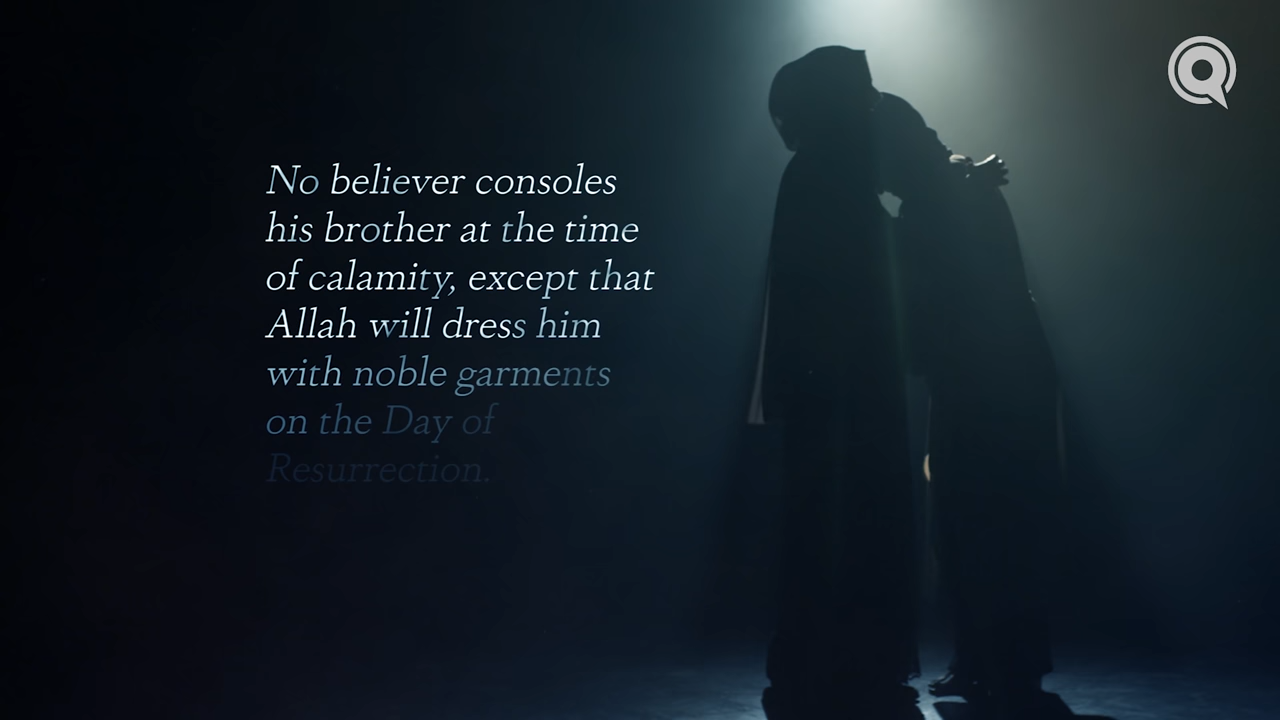 No believer consoles
his brother at the time
of calamity, except that
Allah will dress him
with noble garments
on the Day of
Resurrection.